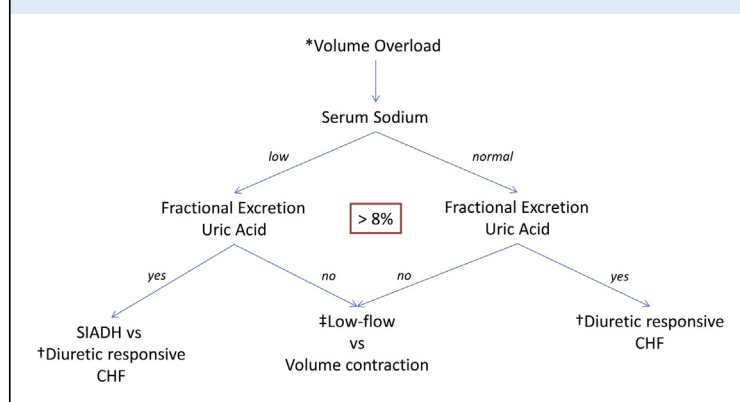 *Volume Overload
Serum Sodium
low
normal
Fractional Excretion
Uric Acid
> 8%
Fractional Excretion
Uric Acid
yes
no
no
yes
SIADH vs
†Diuretic responsive
CHF
‡Low-flow
vs
Volume contraction
†Diuretic responsive
CHF